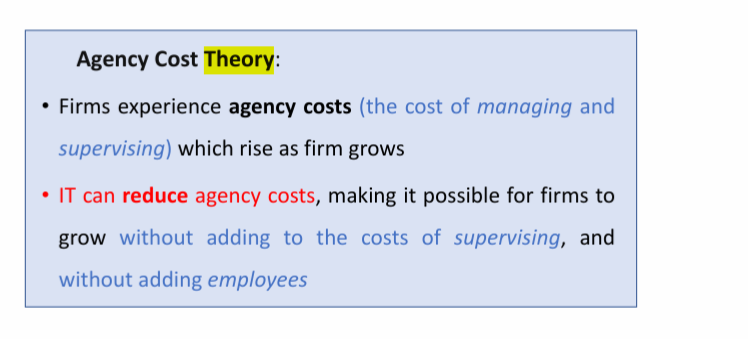 Agency Cost Theory:
• Firms experience agency costs (the cost of managing and
supervising) which rise as firm grows
• IT can reduce agency costs, making it possible for firms to
grow without adding to the costs of supervising, and
without adding employees